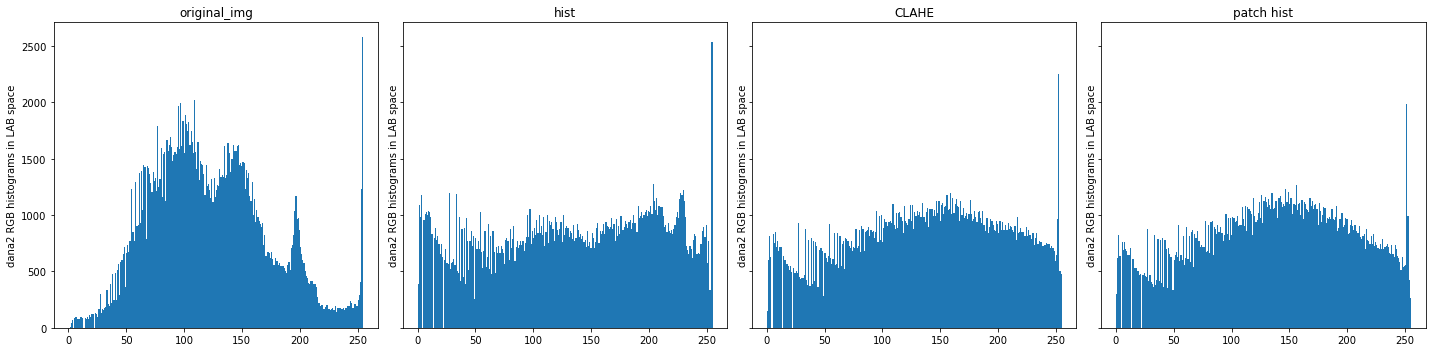 original_img
hist
CLAHE
patch hist
dana2 RGB histograms in LAB space
2500
2000
1500
1000
500
0
0 50 100 150 200 250
dana2 RGB histograms in LAB space
0 50 100 150 200 250
dana2 RGB histograms in LAB space
0 50 100 150 200 250
dana2 RGB histograms in LAB space
0 50 100 150 200 250